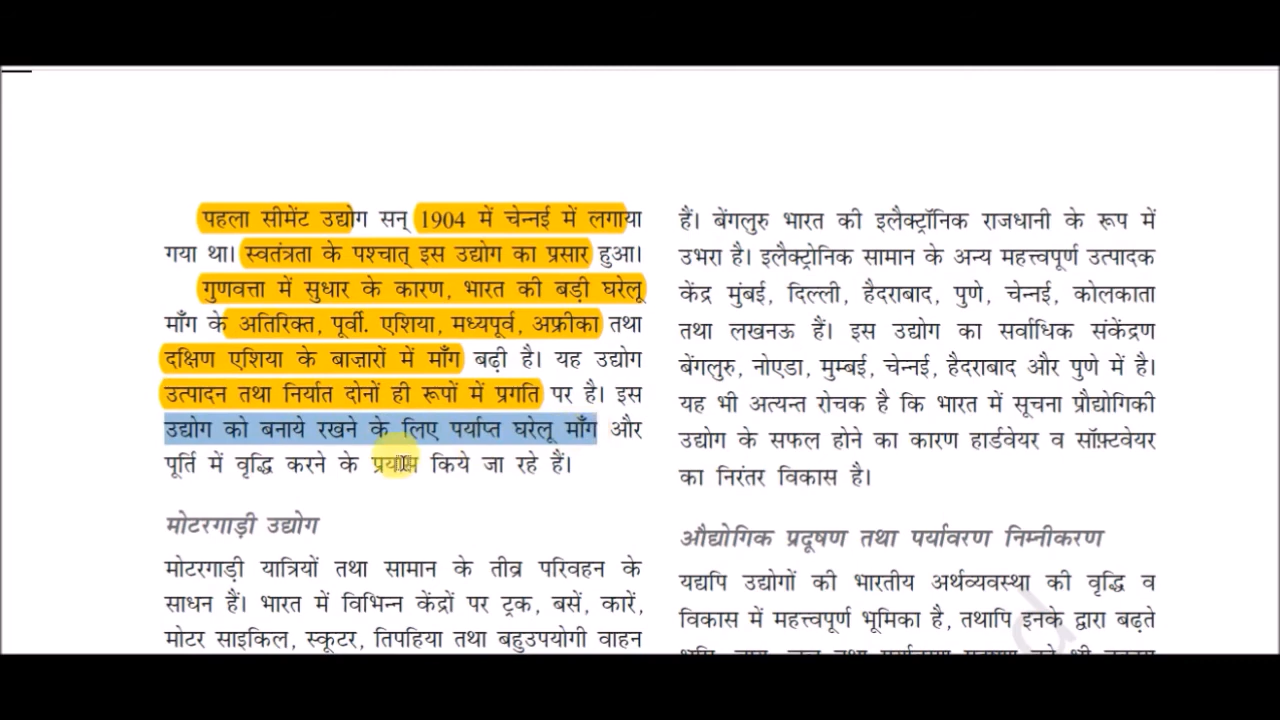 पहला सीमेंट उद्योग सन् 1904 में चेन्नई में लगाया
गया था। स्वतंत्रता के पश्चात् इस उद्योग का प्रसार हुआ।
गुणवत्ता में सुधार के कारण, भारत की बड़ी घरेलू
माँग के अतिरिक्त, पूर्वी. एशिया, मध्यपूर्व, अफ्रीका तथा
दक्षिण एशिया के बाज़ारों में माँग बढ़ी है। यह उद्योग
उत्पादन तथा निर्यात दोनों ही रूपों में प्रगति पर है। इस
उद्योग को बनाये रखने के लिए पर्याप्त घरेलू माँग और
पूर्ति में वृद्धि करने के प्रयास किये जा रहे हैं।
मोटरगाड़ी उद्योग
मोटरगाड़ी यात्रियों तथा सामान के तीव्र परिवहन के
साधन हैं। भारत में विभिन्न केंद्रों पर ट्रक, बसें, कारें,
मोटर साइकिल, स्कूटर, तिपहिया तथा बहुउपयोगी वाहन
हैं। बेंगलुरु भारत की इलैक्ट्रॉनिक राजधानी के रूप में
उभरा है। इलैक्ट्रोनिक सामान के अन्य महत्त्वपूर्ण उत्पादक
केंद्र मुंबई, दिल्ली, हैदराबाद, पुणे, चेन्नई, कोलकाता
तथा लखनऊ हैं। इस उद्योग का सर्वाधिक संकेंद्रण
बेंगलुरु, नोएडा, मुम्बई, चेन्नई, हैदराबाद और पुणे में है।
यह भी अत्यन्त रोचक है कि भारत में सूचना प्रौद्योगिकी
उद्योग के सफल होने का कारण हार्डवेयर व सॉफ़्टवेयर
का निरंतर विकास है।
औद्योगिक प्रदूषण तथा पर्यावरण निम्नीकरण
यद्यपि उद्योगों की भारतीय अर्थव्यवस्था की वृद्धि व
विकास में महत्त्वपूर्ण भूमिका है, तथापि इनके द्वारा बढ़ते